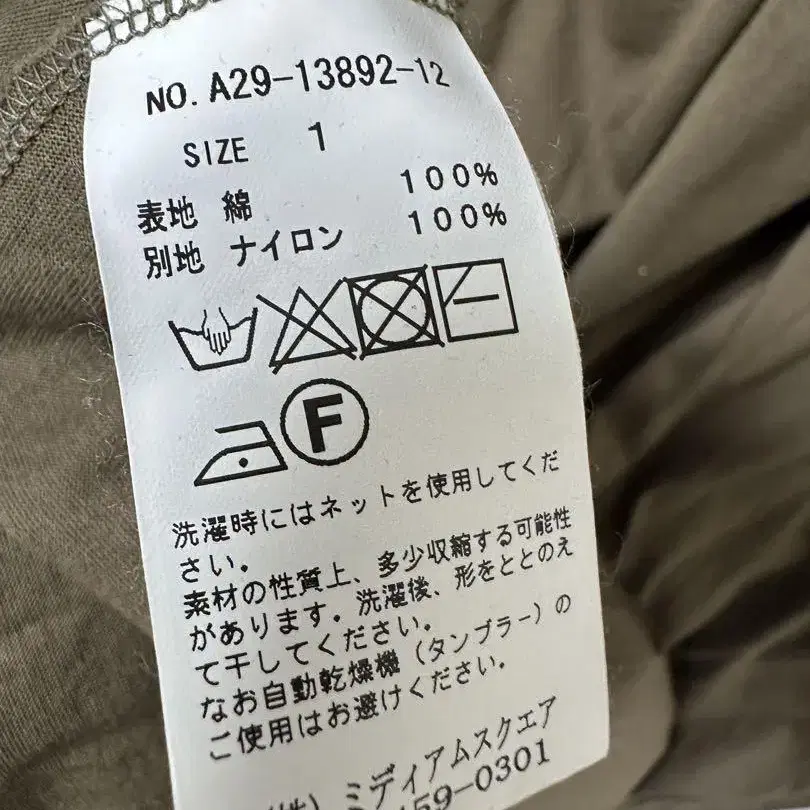 NO. A29-13892-12
SIZE 1
表地 綿 100%
別地 ナイロン 100%
F
洗濯時にはネットを使用してくだ
さい。
素材の性質上、多少収縮する可能性
があります。洗濯後、形をととのえ
て干してください。
なお自動乾燥機(タンブラー)の
ご使用はお避けください。
ミディアムスクエア
59-0301